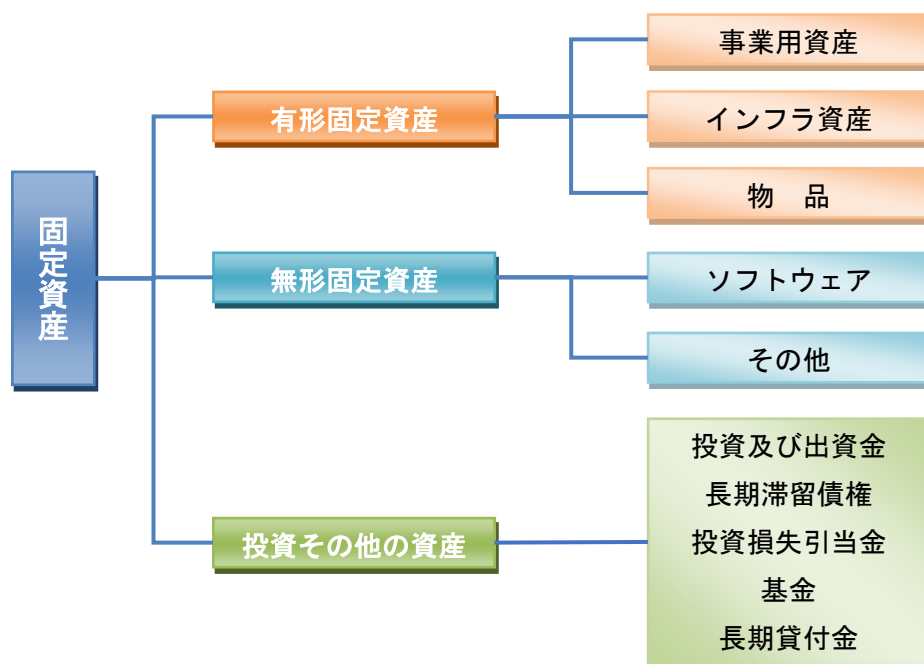 固定資産
有形固定資産
事業用資産
インフラ資産
物　品
無形固定資産
ソフトウェア
その他
投資その他の資産
投資及び出資金
長期滞留債権
投資損失引当金
基金
長期貸付金